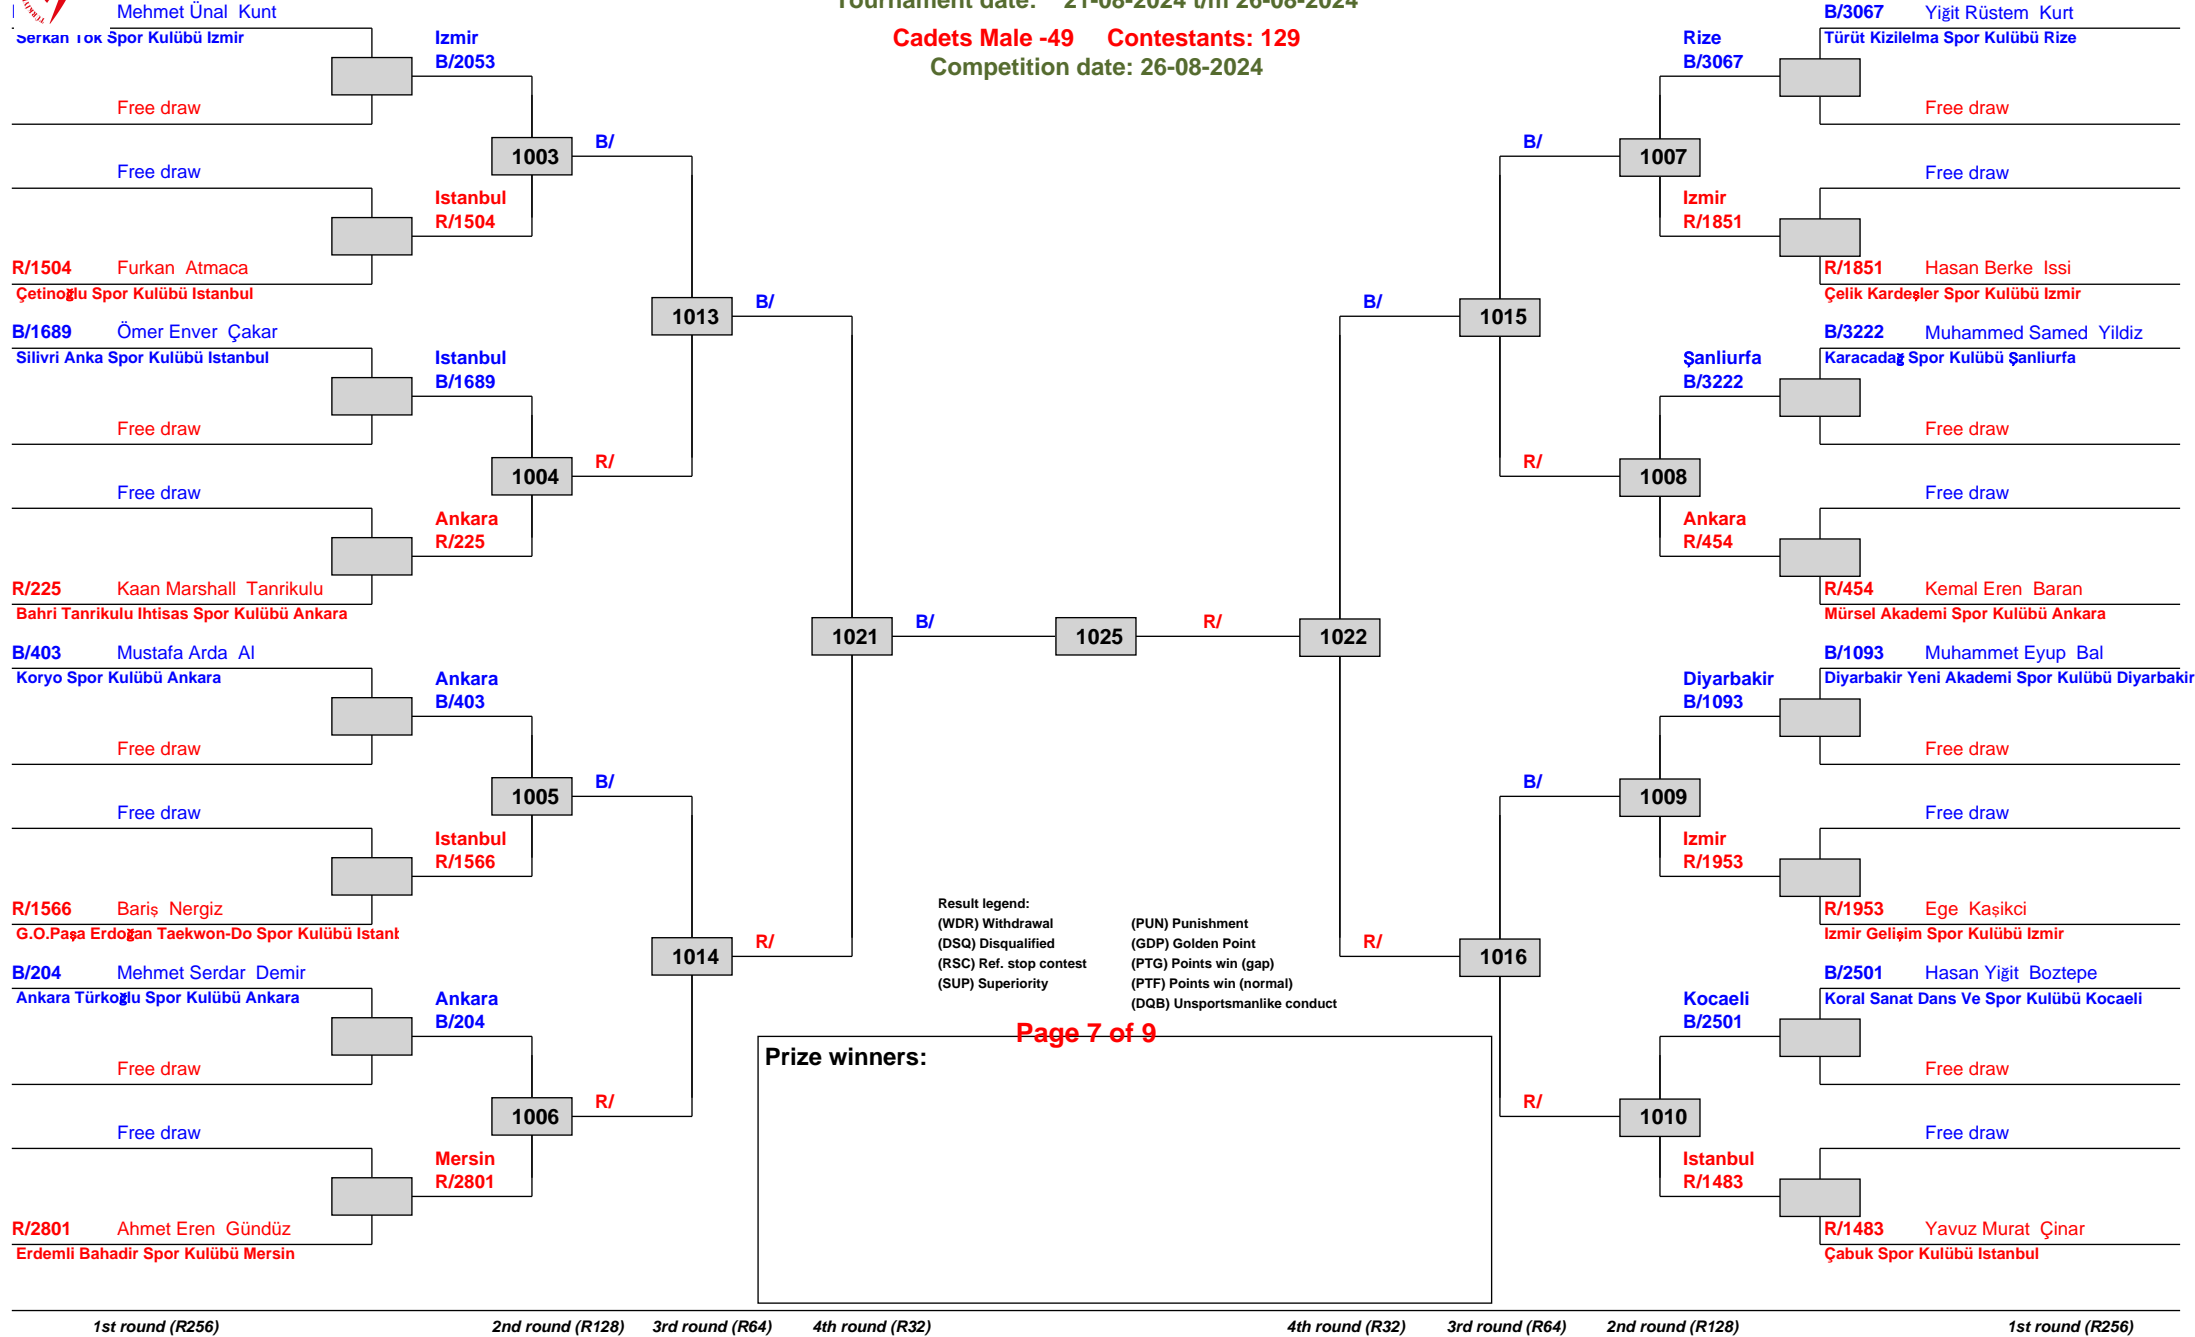 Tournament date: 21-08-2024 t/m 26-08-2024
Cadets Male -49 Contestants: 129
Competition date: 26-08-2024
Mehmet Ünal Kunt
Serkan Tok Spor Kulübü Izmir
Free draw
Izmir
B/2053
Free draw
R/1504 Furkan Atmaca
Çetinoğlu Spor Kulübü Istanbul
Istanbul
R/1504
1003
B/1689 Ömer Enver Çakar
Silivri Anka Spor Kulübü Istanbul
Free draw
Istanbul
B/1689
Free draw
R/225 Kaan Marshall Tanrikulu
Bahri Tanrikulu Ihtisas Spor Kulübü Ankara
Ankara
R/225
1004
B/403 Mustafa Arda Al
Koryo Spor Kulübü Ankara
Free draw
Ankara
B/403
Free draw
R/1566 Bariş Nergiz
G.O.Paşa Erdoğan Taekwon-Do Spor Kulübü Istanb
Istanbul
R/1566
1005
B/204 Mehmet Serdar Demir
Ankara Türkoğlu Spor Kulübü Ankara
Free draw
Ankara
B/204
Free draw
R/2801 Ahmet Eren Gündüz
Erdemli Bahadir Spor Kulübü Mersin
Mersin
R/2801
1006
B/
R/
B/
R/
1013
1014
B/
R/
1021
B/
1025
R/
1022
B/
R/
1015
1016
B/
R/
B/
R/
B/3067 Yiğit Rüstem Kurt
Türüt Kizilelma Spor Kulübü Rize
Rize
B/3067
Free draw
1007
Free draw
Izmir
R/1851
R/1851 Hasan Berke Issi
Çelik Kardeşler Spor Kulübü Izmir
B/3222 Muhammed Samed Yildiz
Karacadağ Spor Kulübü Şanliurfa
Şanliurfa
B/3222
Free draw
1008
Free draw
Ankara
R/454
R/454 Kemal Eren Baran
Mürsel Akademi Spor Kulübü Ankara
B/1093 Muhammet Eyup Bal
Diyarbakir Yeni Akademi Spor Kulübü Diyarbakir
Diyarbakir
B/1093
Free draw
1009
Free draw
Izmir
R/1953
R/1953 Ege Kaşikci
Izmir Gelişim Spor Kulübü Izmir
B/2501 Hasan Yiğit Boztepe
Koral Sanat Dans Ve Spor Kulübü Kocaeli
Kocaeli
B/2501
Free draw
1010
Free draw
Istanbul
R/1483
R/1483 Yavuz Murat Çinar
Çabuk Spor Kulübü Istanbul
Result legend:
(WDR) Withdrawal (PUN) Punishment
(DSQ) Disqualified (GDP) Golden Point
(RSC) Ref. stop contest (PTG) Points win (gap)
(SUP) Superiority (PTF) Points win (normal)
(DQB) Unsportsmanlike conduct
Page 7 of 9
Prize winners:
1st round (R256) 2nd round (R128) 3rd round (R64) 4th round (R32) 4th round (R32) 3rd round (R64) 2nd round (R128) 1st round (R256)